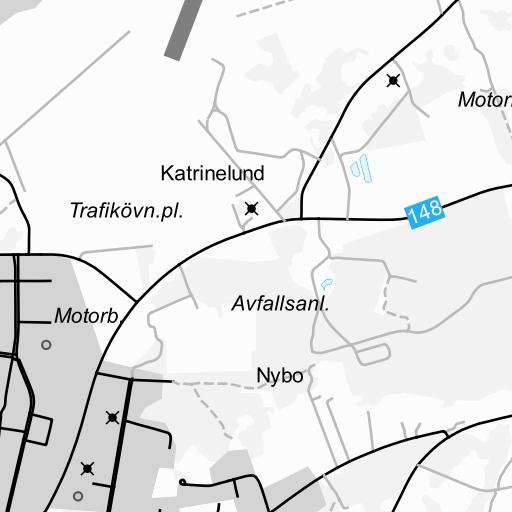 Motorb
Katrinelund
Trafikövn.pl.
148
Avfallsanl.
Motorb.
Nybo